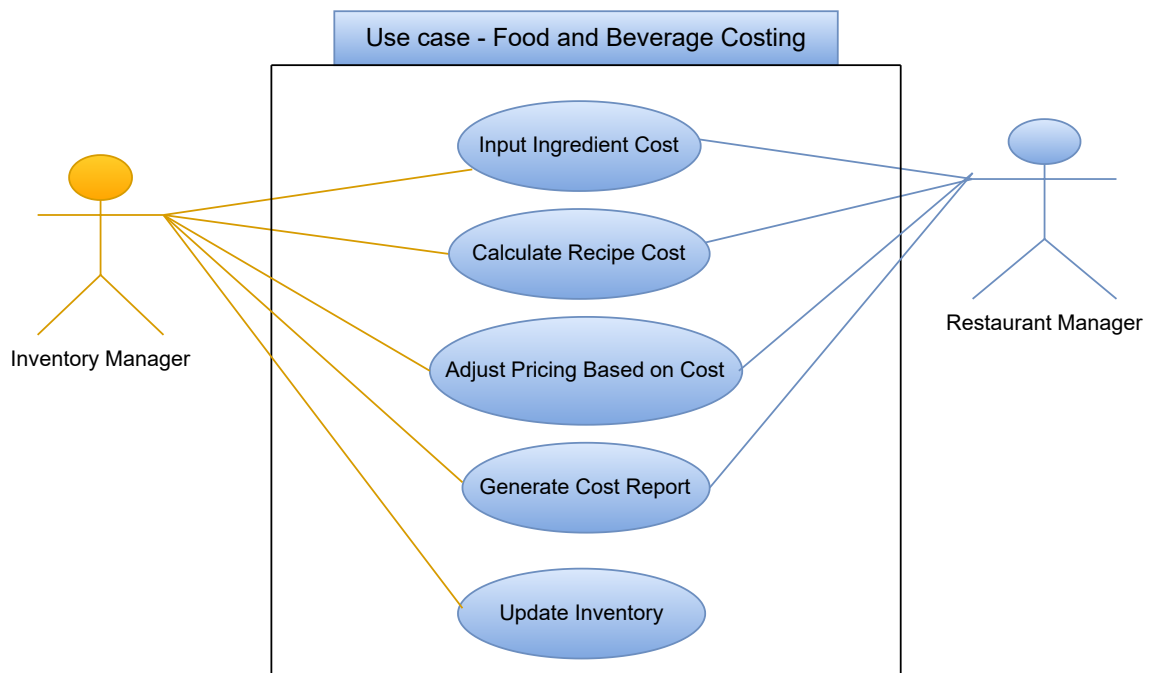 Use case - Food and Beverage Costing
Input Ingredient Cost
Calculate Recipe Cost
Adjust Pricing Based on Cost
Generate Cost Report
Update Inventory
Inventory Manager
Restaurant Manager